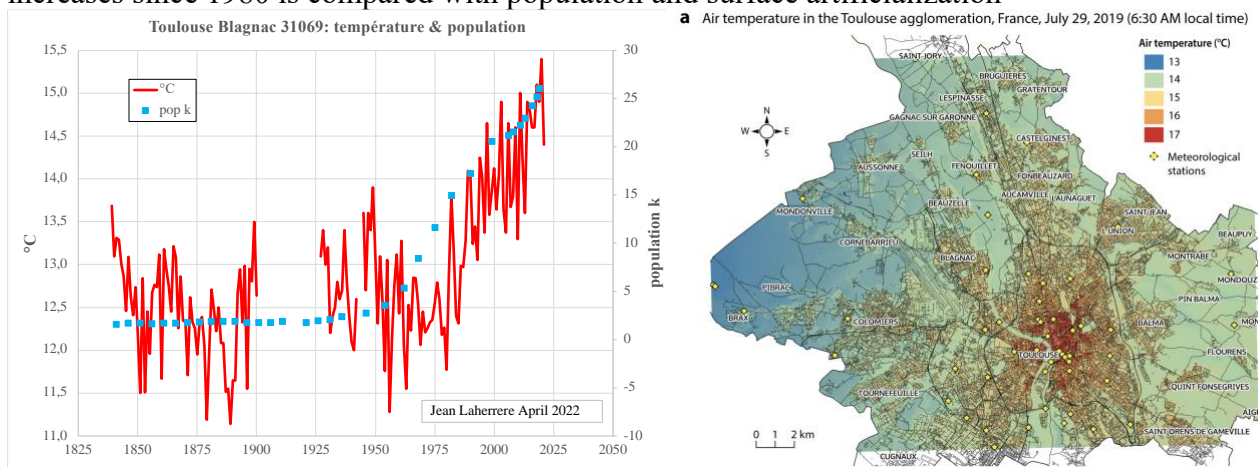 increases since 1980 is compared with population and surface artificialization
Toulouse Blagnac 31069: température & population
°C
pop k
15,5
15,0
14,5
14,0
13,5
13,0
12,5
12,0
11,5
11,0
°C
30
25
20
15
10
5
0
-5
-10
population k
1825
1850
1875
1900
1925
1950
1975
2000
2025
2050
Jean Laherrere April 2022
a Air temperature in the Toulouse agglomeration, France, July 29, 2019 (6:30 AM local time)
Air temperature (°C)
13
14
15
16
17
Meteorological
stations
N
W E
S
SAINT JORY
BRUGUIERES
GRATENTOUR
LESPINASSE
GAGNAC SUR GARONNE
CASTELGINEST
SEILH
FENOUILLET
AUSSONNE
FONBEAUZARD
AUCAMVILLE
LAUNAGUET
BEAUZELLE
MONDONVILLE
SAINT JEAN
L'UNION
BEAUPUY
CORNEBARRIEU
MONTRABE
BLAGNAC
MONDOUZ
PIBRAC
PIN BALMA
MON
BRAX
COLOMIERS
BALMA
TOULOUSE
FLOURENS
TOURNEFEUILLE
QUINT FONSEGRIVES
AIG
SAINT ORENS DE GAMEVILLE
CUGNAUX
0 1 2 km